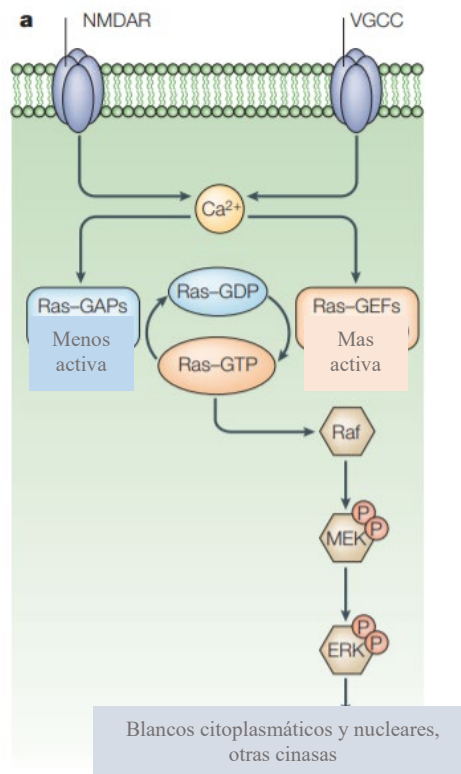 a NMDAR VGCC
Ca2+
Ras–GDP
Ras–GAPs Ras–GEFs
Menos Mas
activa activa
Ras–GTP
Raf
P
P
MEK
P
P
ERK
Blancos citoplasmáticos y nucleares,
otras cinasas